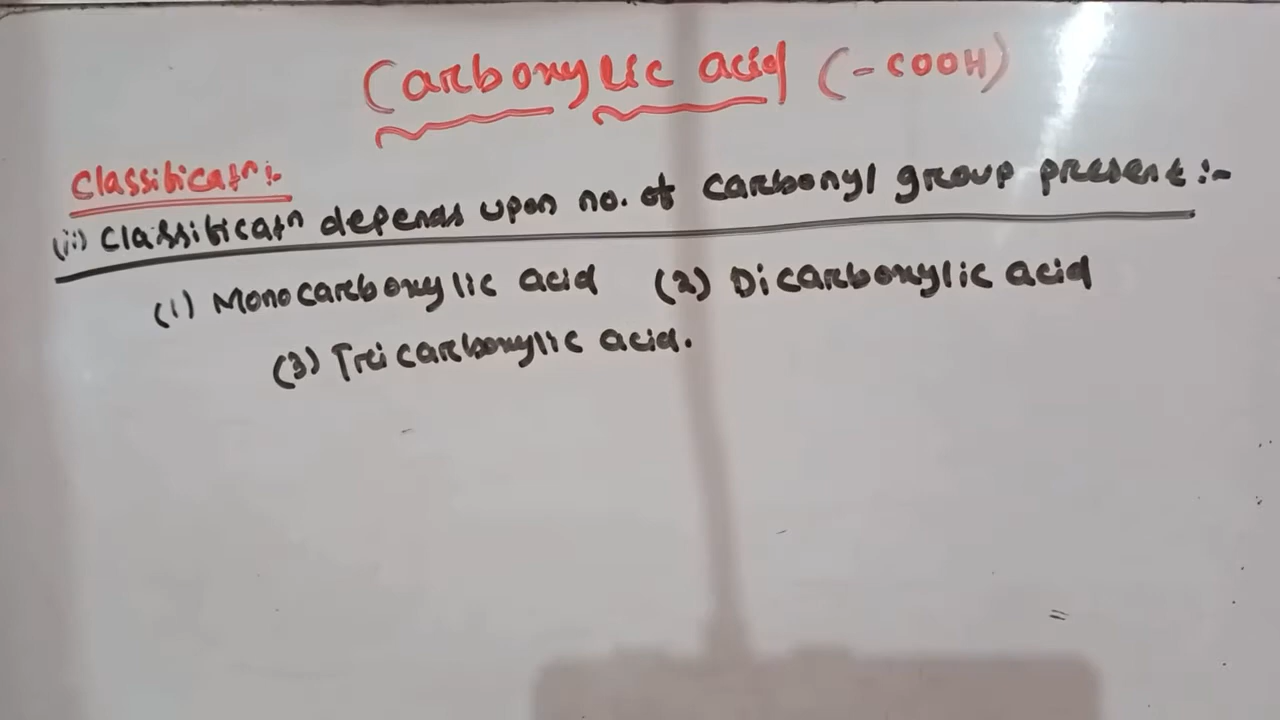 Carboxylic acid (-COOH)
Classificatⁿ:-
(ii) Classificatⁿ depends upon no. of carbonyl group present :-
(1) Monocarboxylic acid (2) Dicarboxylic acid
(3) Tricarboxylic acid.